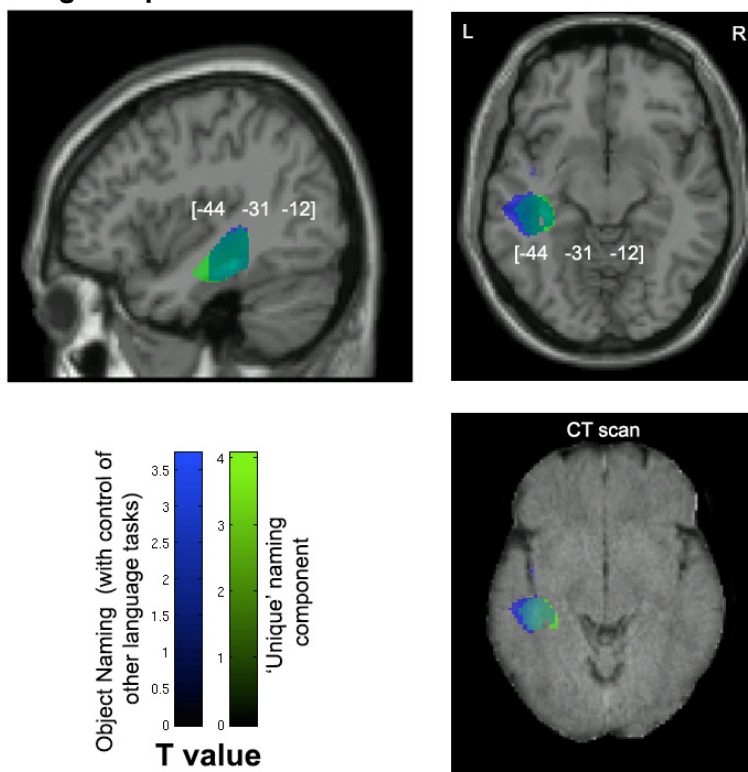 L
R
[-44 -31 -12]
[-44 -31 -12]
CT scan
Object Naming (with control of
other language tasks)
3.5
3
2.5
2
1.5
1
0.5
0
4
3
2
1
0
'Unique' naming
component
T value